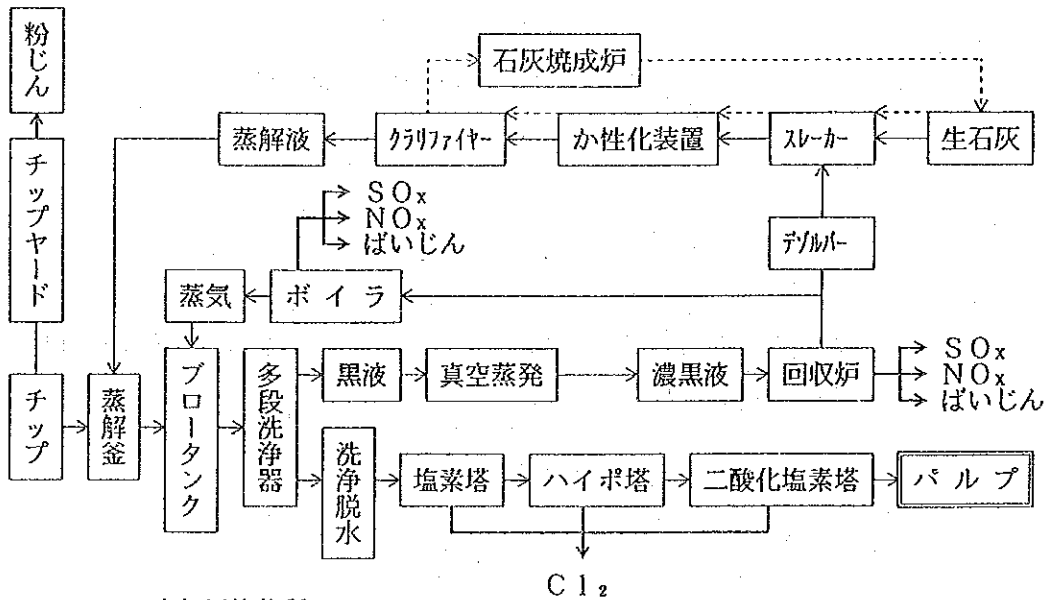 粉じん
石灰焼成炉
蒸解液
クラリファイヤー
か性化装置
スレーカー
生石灰
チップヤード
SOx
NOx
ばいじん
デゾルバー
蒸気
ボイラ
チップ
蒸解釜
ブロータンク
多段洗浄器
黒液
真空蒸発
濃黒液
回収炉
SOx
NOx
ばいじん
洗浄脱水
塩素塔
ハイポ塔
二酸化塩素塔
パルプ
Cl₂